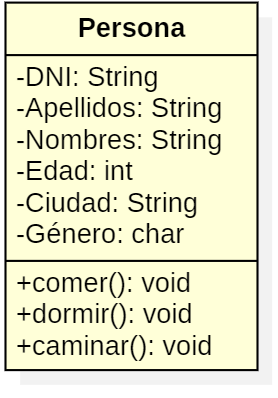 Persona
-DNI: String
-Apellidos: String
-Nombres: String
-Edad: int
-Ciudad: String
-Género: char
+comer(): void
+dormir(): void
+caminar(): void